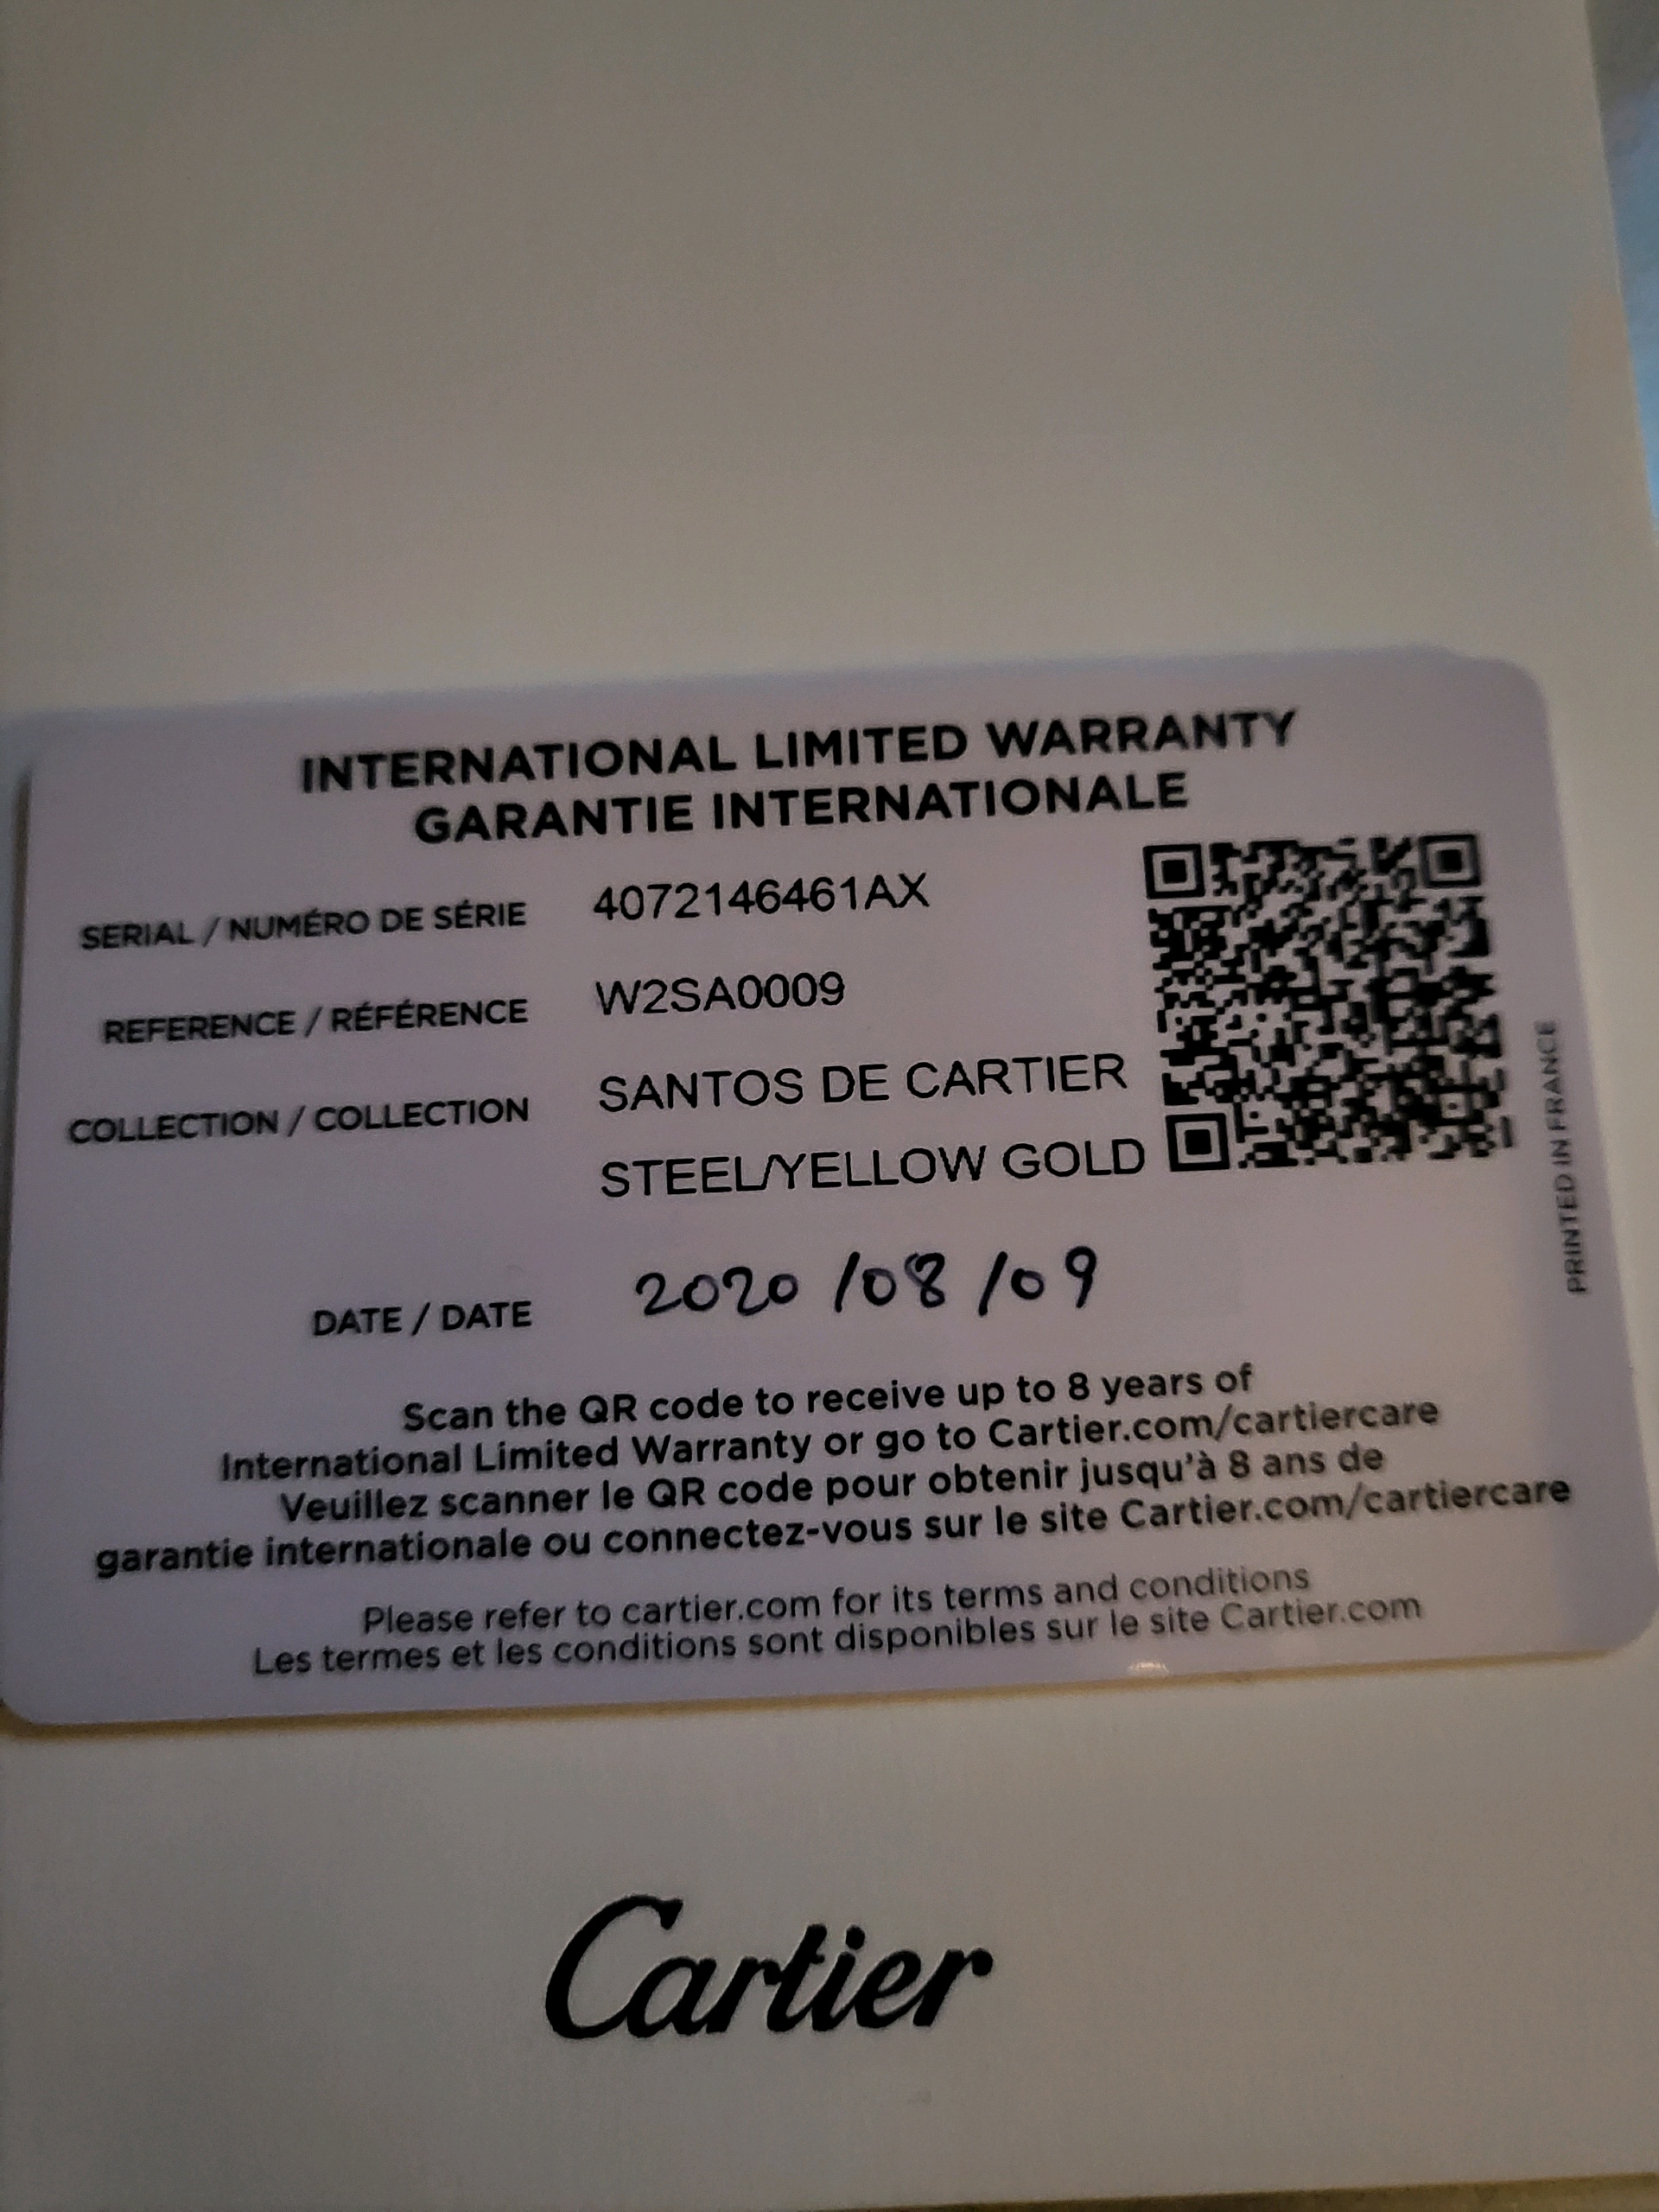 INTERNATIONAL LIMITED WARRANTY
GARANTIE INTERNATIONALE
SERIAL / NUMÉRO DE SÉRIE 4072146461AX
REFERENCE / RÉFÉRENCE W2SA0009
COLLECTION / COLLECTION SANTOS DE CARTIER
STEEL/YELLOW GOLD
DATE / DATE 2020/08/09
PRINTED IN FRANCE
Scan the QR code to receive up to 8 years of
International Limited Warranty or go to Cartier.com/cartiercare
Veuillez scanner le QR code pour obtenir jusqu'à 8 ans de
garantie internationale ou connectez-vous sur le site Cartier.com/cartiercare
Please refer to cartier.com for its terms and conditions
Les termes et les conditions sont disponibles sur le site Cartier.com
Cartier